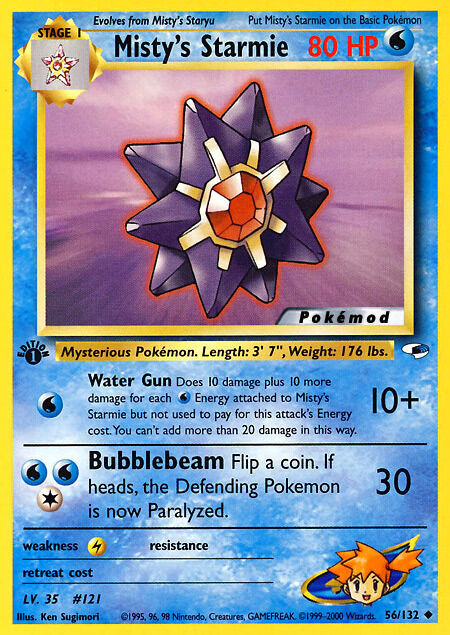 Evolves from Misty's Staryu
Put Misty's Starmie on the Basic Pokémon
STAGE 1
Misty's Starmie 80 HP
Pokémod
EDITION
1
Mysterious Pokémon. Length: 3' 7", Weight: 176 lbs.
Water Gun Does 10 damage plus 10 more
damage for each Energy attached to Misty's
Starmie but not used to pay for this attack's Energy
cost. You can't add more than 20 damage in this way.
10+
Bubblebeam Flip a coin. If
heads, the Defending Pokemon
is now Paralyzed.
30
weakness resistance
retreat cost
LV. 35 #121
Illus. Ken Sugimori ©1995, 96, 98 Nintendo, Creatures, GAMEFREAK. ©1999-2000 Wizards. 56/132